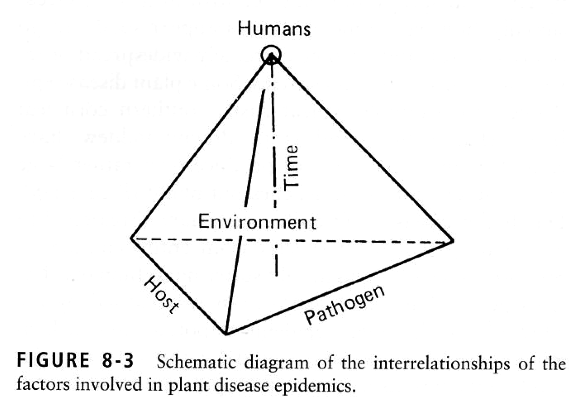 Humans
Time
Environment
Host
Pathogen
FIGURE 8-3 Schematic diagram of the interrelationships of the
factors involved in plant disease epidemics.